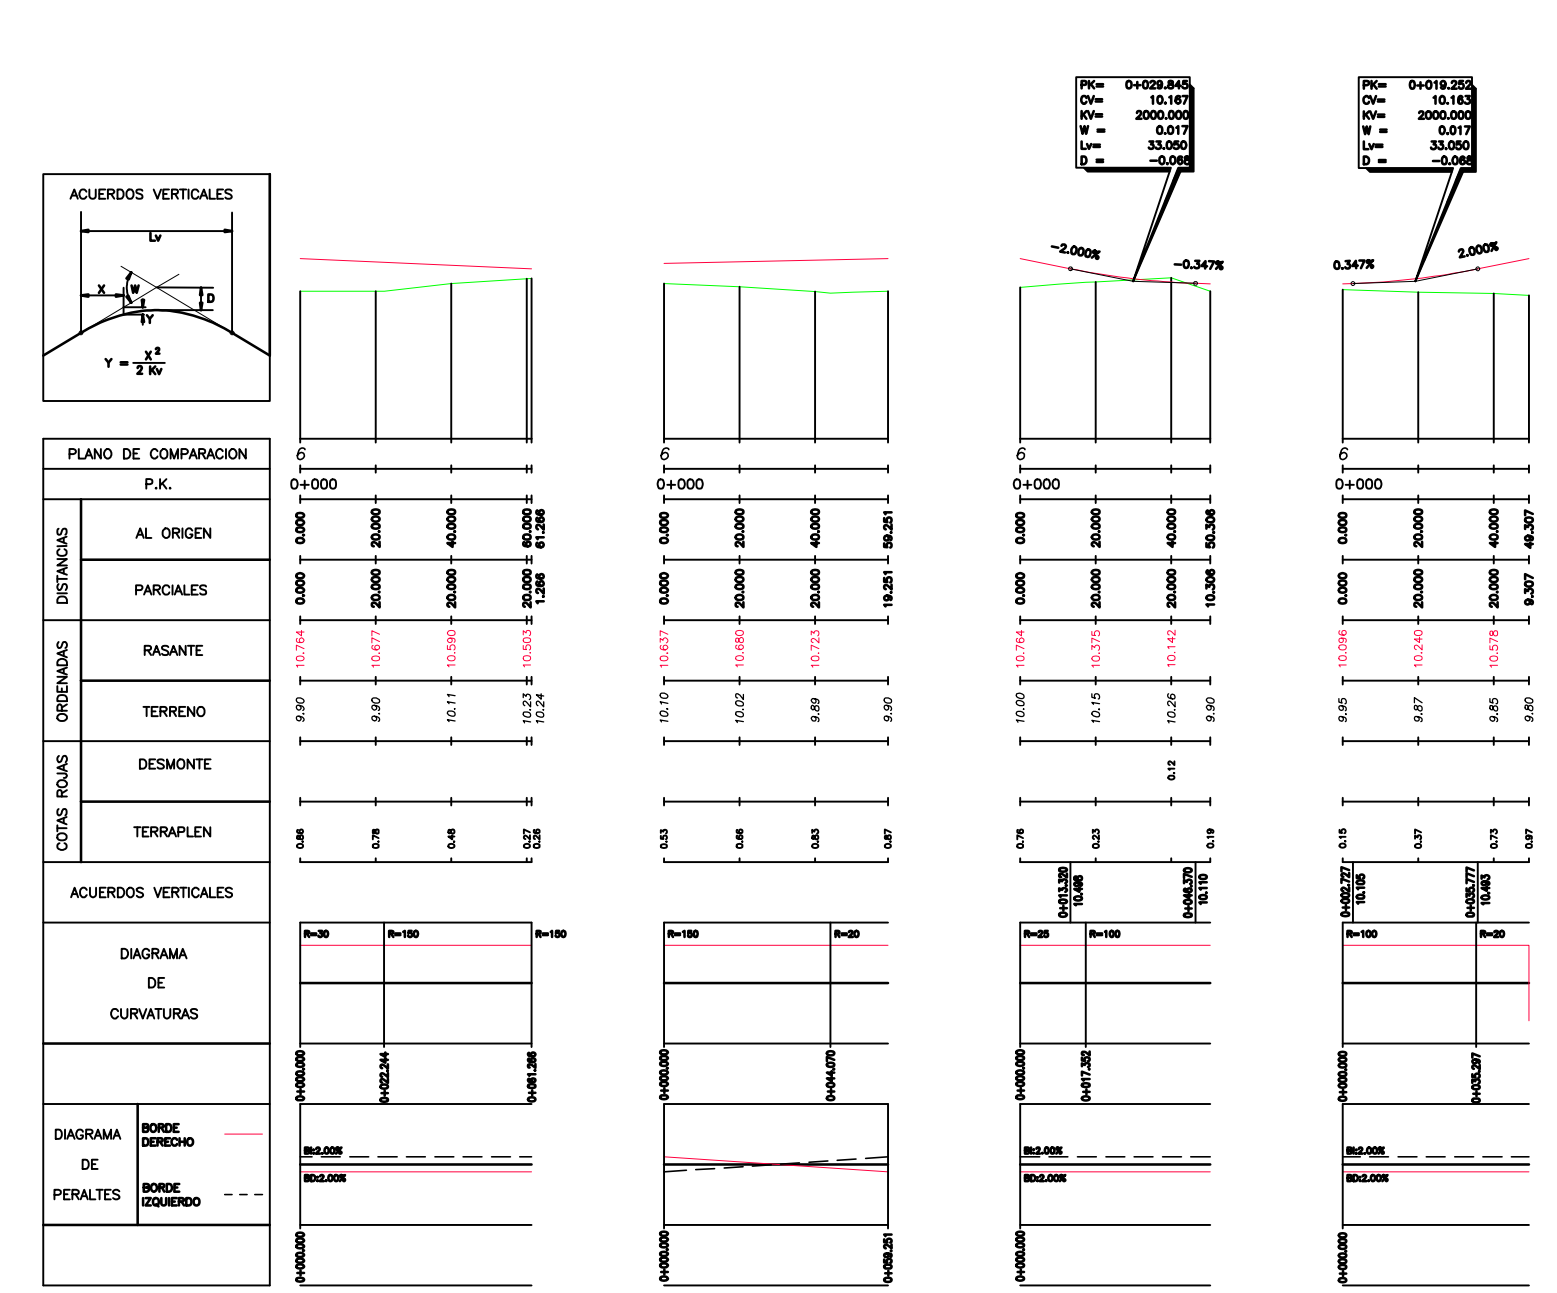 PK= 0+029.845
CV= 10.167
KV= 2000.000
W = 0.017
Lv= 33.050
D = -0.068
PK= 0+019.252
CV= 10.163
KV= 2000.000
W = 0.017
Lv= 33.050
D = -0.068
ACUERDOS VERTICALES
Lv
X
W
D
Y
Y = X² / 2 Kv
-2.000%
-0.347%
0.347%
2.000%
PLANO DE COMPARACION
6
6
6
6
P.K.
0+000
0+000
0+000
0+000
DISTANCIAS
AL ORIGEN
0.000 20.000 40.000 60.000 61.266
0.000 20.000 40.000 59.251
0.000 20.000 40.000 50.306
0.000 20.000 40.000 49.307
PARCIALES
0.000 20.000 20.000 20.000 1.266
0.000 20.000 20.000 19.251
0.000 20.000 20.000 10.306
0.000 20.000 20.000 9.307
ORDENADAS
RASANTE
10.764 10.677 10.590 10.503
10.637 10.680 10.723
10.764 10.375 10.142
10.096 10.240 10.578
TERRENO
9.90 9.90 10.11 10.23 10.24
10.10 10.02 9.89 9.90
10.00 10.15 10.26 9.90
9.95 9.87 9.85 9.80
COTAS ROJAS
DESMONTE
0.12
TERRAPLEN
0.86 0.78 0.48 0.27 0.26
0.53 0.66 0.83 0.87
0.76 0.23 0.19
0.15 0.37 0.73 0.97
ACUERDOS VERTICALES
0+013.320
10.498
0+046.370
10.110
0+002.727
10.105
0+035.777
10.493
DIAGRAMA
DE
CURVATURAS
R=30
R=150
R=150
R=150
R=20
R=25
R=100
R=100
R=20
0+000.000
0+022.244
0+061.266
0+000.000
0+044.070
0+000.000
0+017.352
0+000.000
0+035.297
DIAGRAMA
DE
PERALTES
BORDE
DERECHO
BORDE
IZQUIERDO
BI:2.00%
BD:2.00%
BI:2.00%
BD:2.00%
BI:2.00%
BD:2.00%
0+000.000
0+000.000
0+059.251
0+000.000
0+000.000